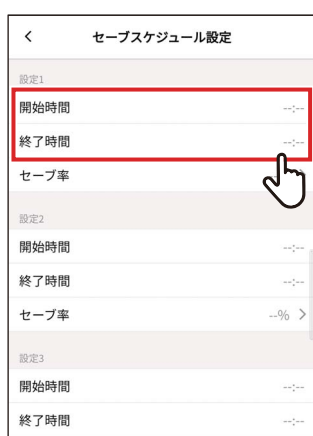 セーブスケジュール設定
設定1
開始時間 --:--
終了時間 --:--
セーブ率
設定2
開始時間 --:--
終了時間 --:--
セーブ率 --% >
設定3
開始時間 --:--
終了時間 --:--